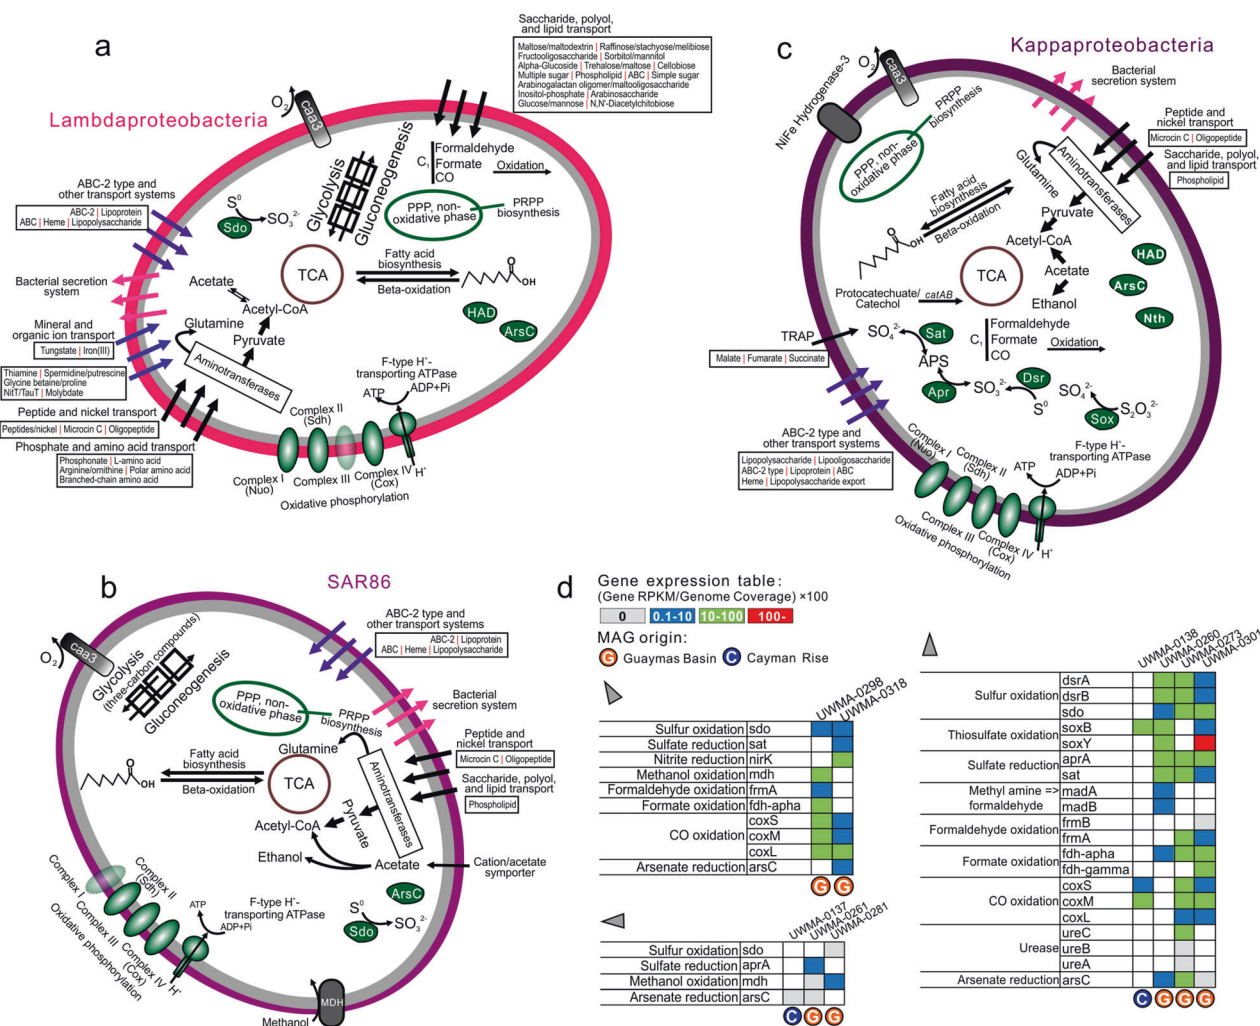 a
Lambdaproteobacteria
O2
caa3
Saccharide, polyol,
and lipid transport
Maltose/maltodextrin | Raffinose/stachyose/melibiose
Fructooligosaccharide | Sorbitol/mannitol
Alpha-Glucoside | Trehalose/maltose | Cellobiose
Multiple sugar | Phospholipid | ABC | Simple sugar
Arabinogalactan oligomer/maltooligosaccharide
Inositol-phosphate | Arabinosaccharide
Glucose/mannose | N,N'-Diacetylchitobiose
Glycolysis
Gluconeogenesis
C1
Formaldehyde
Formate
CO
Oxidation
PPP, non-
oxidative phase
PRPP
biosynthesis
ABC-2 type and
other transport systems
ABC-2 | Lipoprotein
ABC | Heme | Lipopolysaccharide
S0
SO32-
Sdo
TCA
Fatty acid
biosynthesis
Beta-oxidation
OH
O
HAD
ArsC
Bacterial secretion
system
Acetate
Acetyl-CoA
Glutamine
Pyruvate
Aminotransferases
Mineral and
organic ion transport
Tungstate | Iron(III)
Thiamine | Spermidine/putrescine
Glycine betaine/proline
NitT/TauT | Molybdate
Peptide and nickel transport
Peptides/nickel | Microcin C | Oligopeptide
Phosphate and amino acid transport
Phosphonate | L-amino acid
Arginine/ornithine | Polar amino acid
Branched-chain amino acid
F-type H+-
transporting ATPase
ATP
ADP+Pi
H+
Complex I
(Nuo)
Complex II
(Sdh)
Complex III
Complex IV
(Cox)
Oxidative phosphorylation
c
Kappaproteobacteria
NiFe Hydrogenase-3
O2
caa3
Bacterial
secretion system
PRPP
biosynthesis
PPP, non-
oxidative phase
Peptide and
nickel transport
Microcin C | Oligopeptide
Saccharide, polyol,
and lipid transport
Phospholipid
Glutamine
Aminotransferases
Fatty acid
biosynthesis
Beta-oxidation
O
OH
Pyruvate
Acetyl-CoA
Acetate
Ethanol
TCA
HAD
ArsC
Nth
Protocatechuate/
Catechol
catAB
C1
Formaldehyde
Formate
CO
Oxidation
TRAP
Malate | Fumarate | Succinate
SO42-
Sat
APS
Apr
SO32-
Dsr
S0
SO42-
S2O32-
Sox
ABC-2 type and
other transport systems
Lipopolysaccharide | Lipooligosaccharide
ABC-2 type | Lipoprotein | ABC
Heme | Lipopolysaccharide export
F-type H+-
transporting ATPase
ATP
ADP+Pi
H+
Complex I
(Nuo)
Complex II
(Sdh)
Complex III
Complex IV
(Cox)
Oxidative phosphorylation
b
SAR86
O2
caa3
Glycolysis
(three-carbon compounds)
Gluconeogenesis
ABC-2 type and
other transport systems
ABC-2 | Lipoprotein
ABC | Heme | Lipopolysaccharide
PPP, non-
oxidative phase
PRPP
biosynthesis
Bacterial
secretion system
Peptide and
nickel transport
Microcin C | Oligopeptide
Saccharide, polyol,
and lipid transport
Phospholipid
Fatty acid
biosynthesis
Beta-oxidation
O
OH
TCA
Glutamine
Aminotransferases
Pyruvate
Acetyl-CoA
Ethanol
Acetate
Cation/acetate
symporter
ArsC
S0
SO32-
Sdo
F-type H+-
transporting ATPase
ATP
ADP+Pi
H+
Complex I
Complex II
(Sdh)
Complex III
Complex IV
(Cox)
Oxidative phosphorylation
MDH
Methanol
d
Gene expression table:
(Gene RPKM/Genome Coverage) ×100
0 0.1-10 10-100 100-
MAG origin:
G Guaymas Basin C Cayman Rise
UWMA-0298
UWMA-0318
Sulfur oxidation sdo
Sulfate reduction sat
Nitrite reduction nirK
Methanol oxidation mdh
Formaldehyde oxidation frmA
Formate oxidation fdh-apha
CO oxidation coxS
coxM
coxL
Arsenate reduction arsC
G G
UWMA-0137
UWMA-0261
UWMA-0281
Sulfur oxidation sdo
Sulfate reduction aprA
Methanol oxidation mdh
Arsenate reduction arsC
C G G
UWMA-0138
UWMA-0260
UWMA-0273
UWMA-0301
Sulfur oxidation dsrA
dsrB
sdo
Thiosulfate oxidation soxB
soxY
Sulfate reduction aprA
sat
Methyl amine => formaldehyde madA
madB
Formaldehyde oxidation frmB
frmA
Formate oxidation fdh-apha
fdh-gamma
CO oxidation coxS
coxM
coxL
Urease ureC
ureB
ureA
Arsenate reduction arsC
C G G G